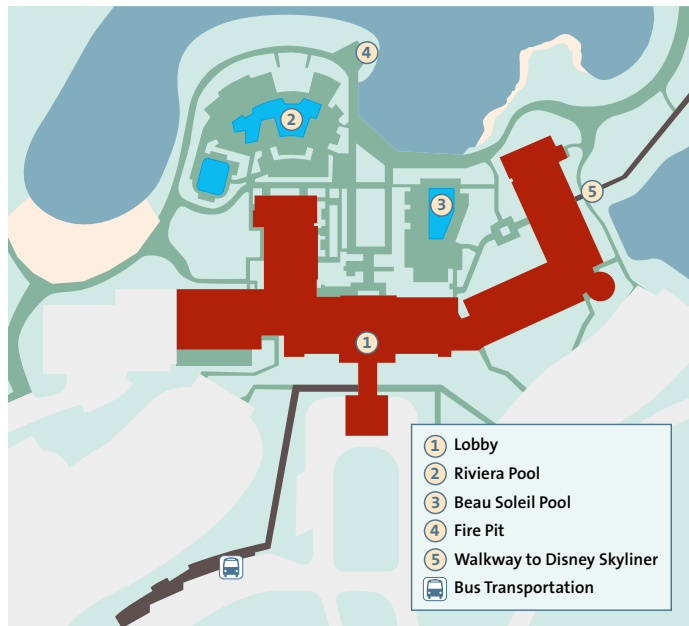 4
2
3
5
1
1 Lobby
2 Riviera Pool
3 Beau Soleil Pool
4 Fire Pit
5 Walkway to Disney Skyliner
Bus Transportation